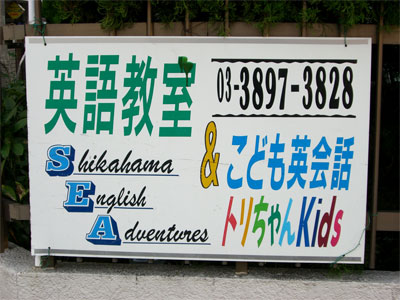 英語教室
03-3897-3828
Shikahama
English
Adventures
&
こども英会話
トリちゃんKids